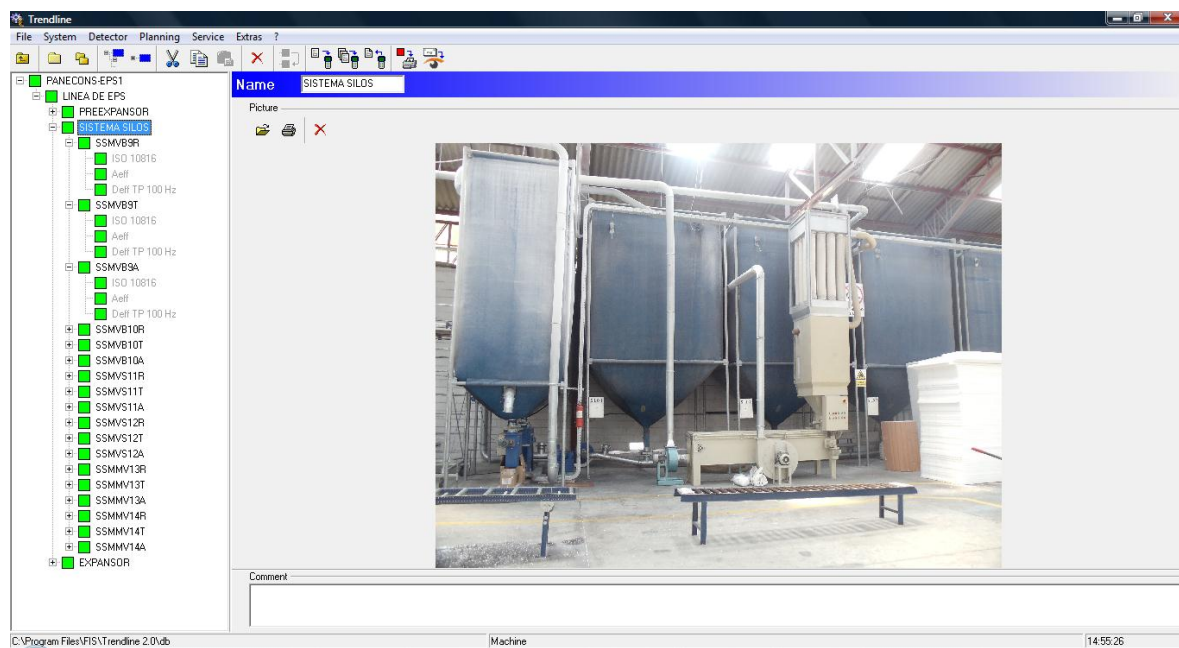 Trendline
File System Detector Planning Service Extras ?
PANECONS-EPS1
LINEA DE EPS
PREEXPANSOR
SISTEMA SILOS
SSMVB9R
ISO 10816
Aeff
Deff TP 100 Hz
SSMVB9T
ISO 10816
Aeff
Deff TP 100 Hz
SSMVB9A
ISO 10816
Aeff
Deff TP 100 Hz
SSMVB10R
SSMVB10T
SSMVB10A
SSMVS11R
SSMVS11T
SSMVS11A
SSMVS12R
SSMVS12T
SSMVS12A
SSMMV13R
SSMMV13T
SSMMV13A
SSMMV14R
SSMMV14T
SSMMV14A
EXPANSOR
Name SISTEMA SILOS
Picture
Comment
C:\Program Files\FIS\Trendline 2.0\db Machine 14:55:26